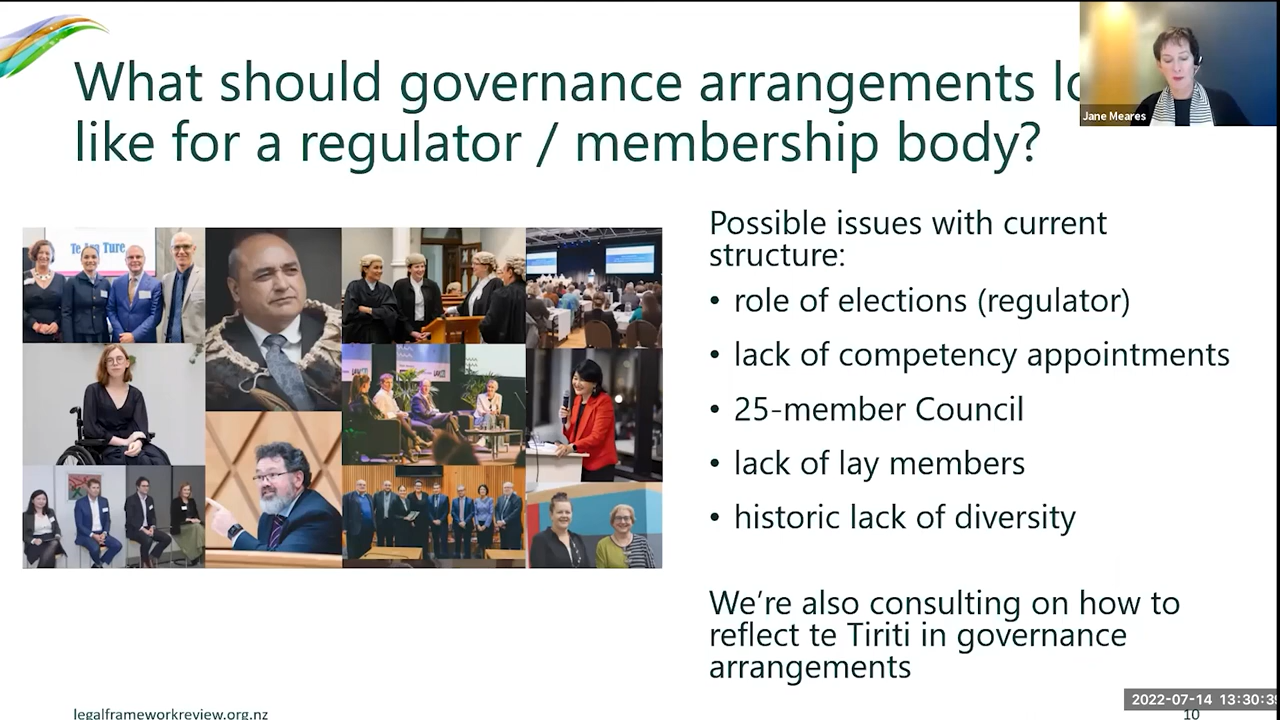 What should governance arrangements lo
like for a regulator / membership body?
Jane Meares
Possible issues with current
structure:
• role of elections (regulator)
• lack of competency appointments
• 25-member Council
• lack of lay members
• historic lack of diversity
We're also consulting on how to
reflect te Tiriti in governance
arrangements
Ture
legalframeworkreview.org.nz
2022-07-14 13:30:39
10